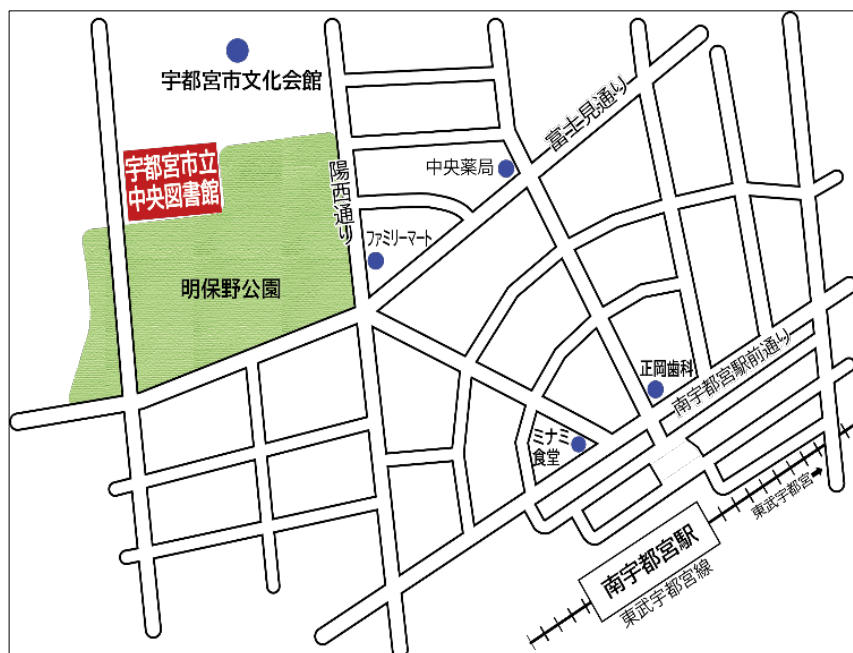 宇都宮市文化会館
宇都宮市立
中央図書館
富士見通り
中央薬局
陽西通り
ファミリーマート
明保野公園
正岡歯科
南宇都宮駅前通り
ミナミ
食堂
東武宇都宮➡
南宇都宮駅
東武宇都宮線